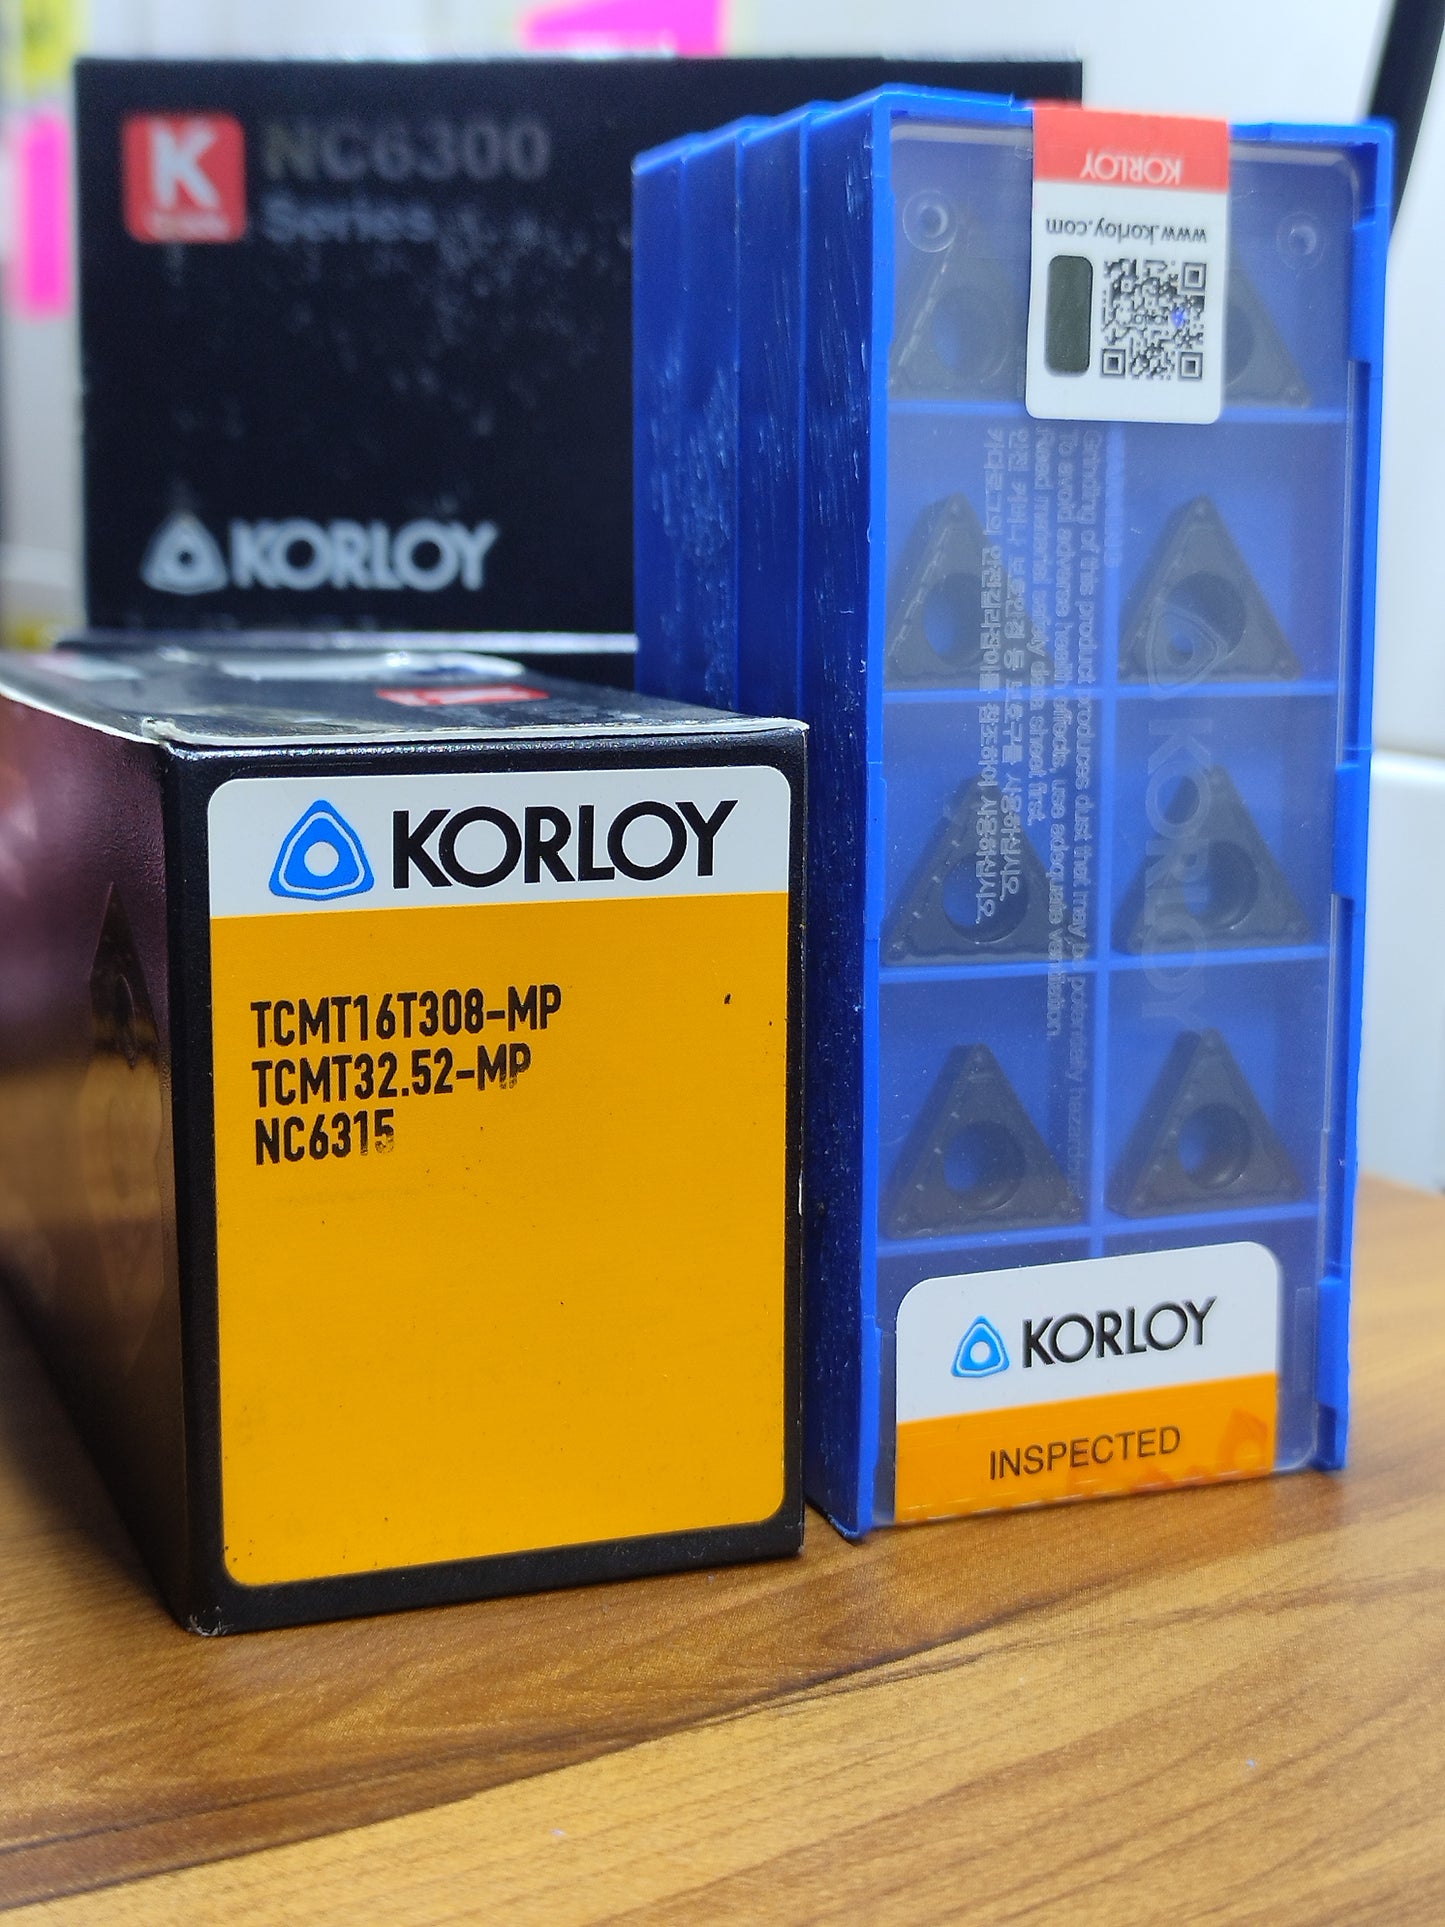 K
NC6300
Series
KORLOY
KORLOY
TCMT16T308-MP
TCMT32.52-MP
NC6315
KORLOY
www.korloy.com
Grinding of this product produces dust that may be potentially hazardous.
To avoid adverse health effects, use adequate ventilation.
Read material safety data sheet first.
KORLOY
KORLOY
INSPECTED